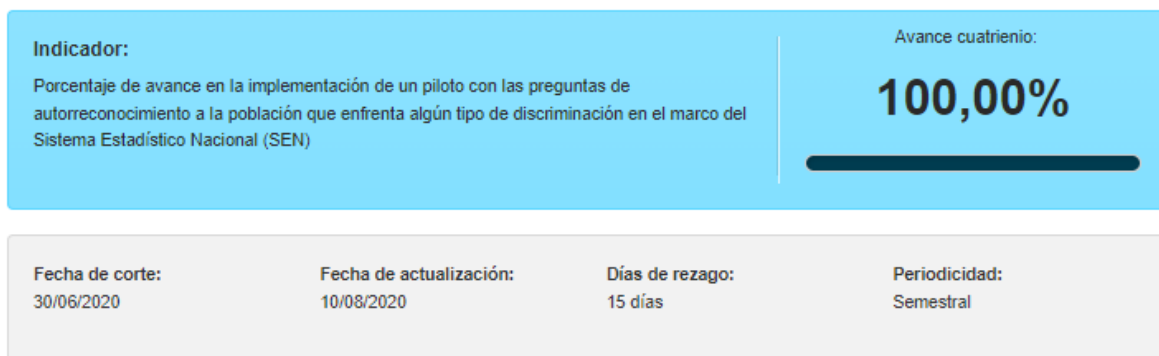 Indicador:
Porcentaje de avance en la implementación de un piloto con las preguntas de
autorreconocimiento a la población que enfrenta algún tipo de discriminación en el marco del
Sistema Estadístico Nacional (SEN)
Avance cuatrienio:
100,00%
Fecha de corte:
30/06/2020
Fecha de actualización:
10/08/2020
Días de rezago:
15 días
Periodicidad:
Semestral